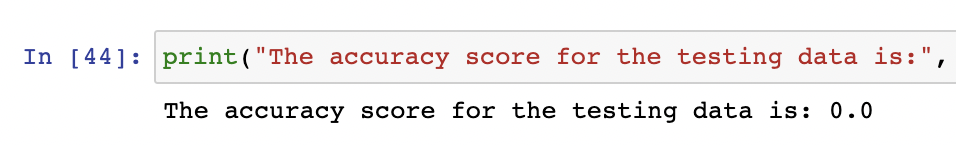 In [44]: print("The accuracy score for the testing data is:",
The accuracy score for the testing data is: 0.0